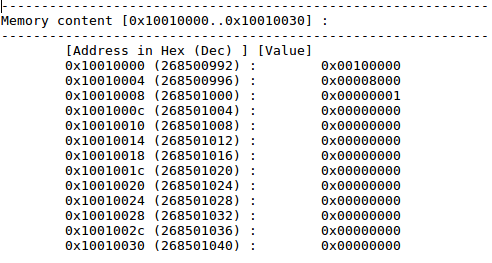 -------------------------------------------------------------
Memory content [0x10010000..0x10010030] :
-------------------------------------------------------------
[Address in Hex (Dec) ] [Value]
0x10010000 (268500992) : 0x00100000
0x10010004 (268500996) : 0x00008000
0x10010008 (268501000) : 0x00000001
0x1001000c (268501004) : 0x00000000
0x10010010 (268501008) : 0x00000000
0x10010014 (268501012) : 0x00000000
0x10010018 (268501016) : 0x00000000
0x1001001c (268501020) : 0x00000000
0x10010020 (268501024) : 0x00000000
0x10010024 (268501028) : 0x00000000
0x10010028 (268501032) : 0x00000000
0x1001002c (268501036) : 0x00000000
0x10010030 (268501040) : 0x00000000